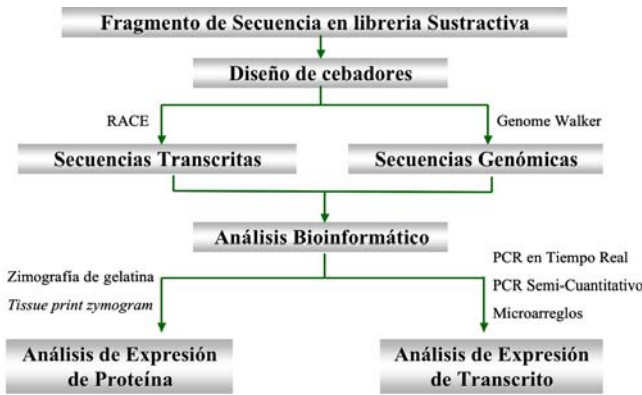 Fragmento de Secuencia en libreria Sustractiva
Diseño de cebadores
RACE
Genome Walker
Secuencias Transcritas
Secuencias Genómicas
Análisis Bioinformático
Zimografía de gelatina
Tissue print zymogram
PCR en Tiempo Real
PCR Semi-Cuantitativo
Microarreglos
Análisis de Expresión
de Proteína
Análisis de Expresión
de Transcrito